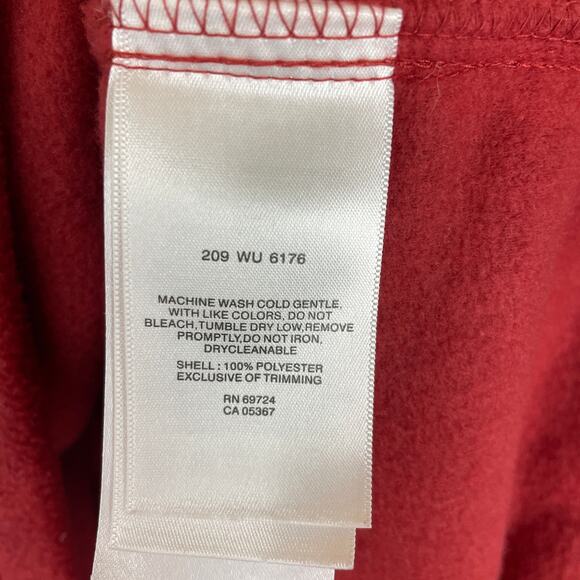 209 WU 6176
MACHINE WASH COLD GENTLE,
WITH LIKE COLORS, DO NOT
BLEACH,TUMBLE DRY LOW,REMOVE
PROMPTLY,DO NOT IRON,
DRYCLEANABLE
SHELL : 100% POLYESTER
EXCLUSIVE OF TRIMMING
RN 69724
CA 05367